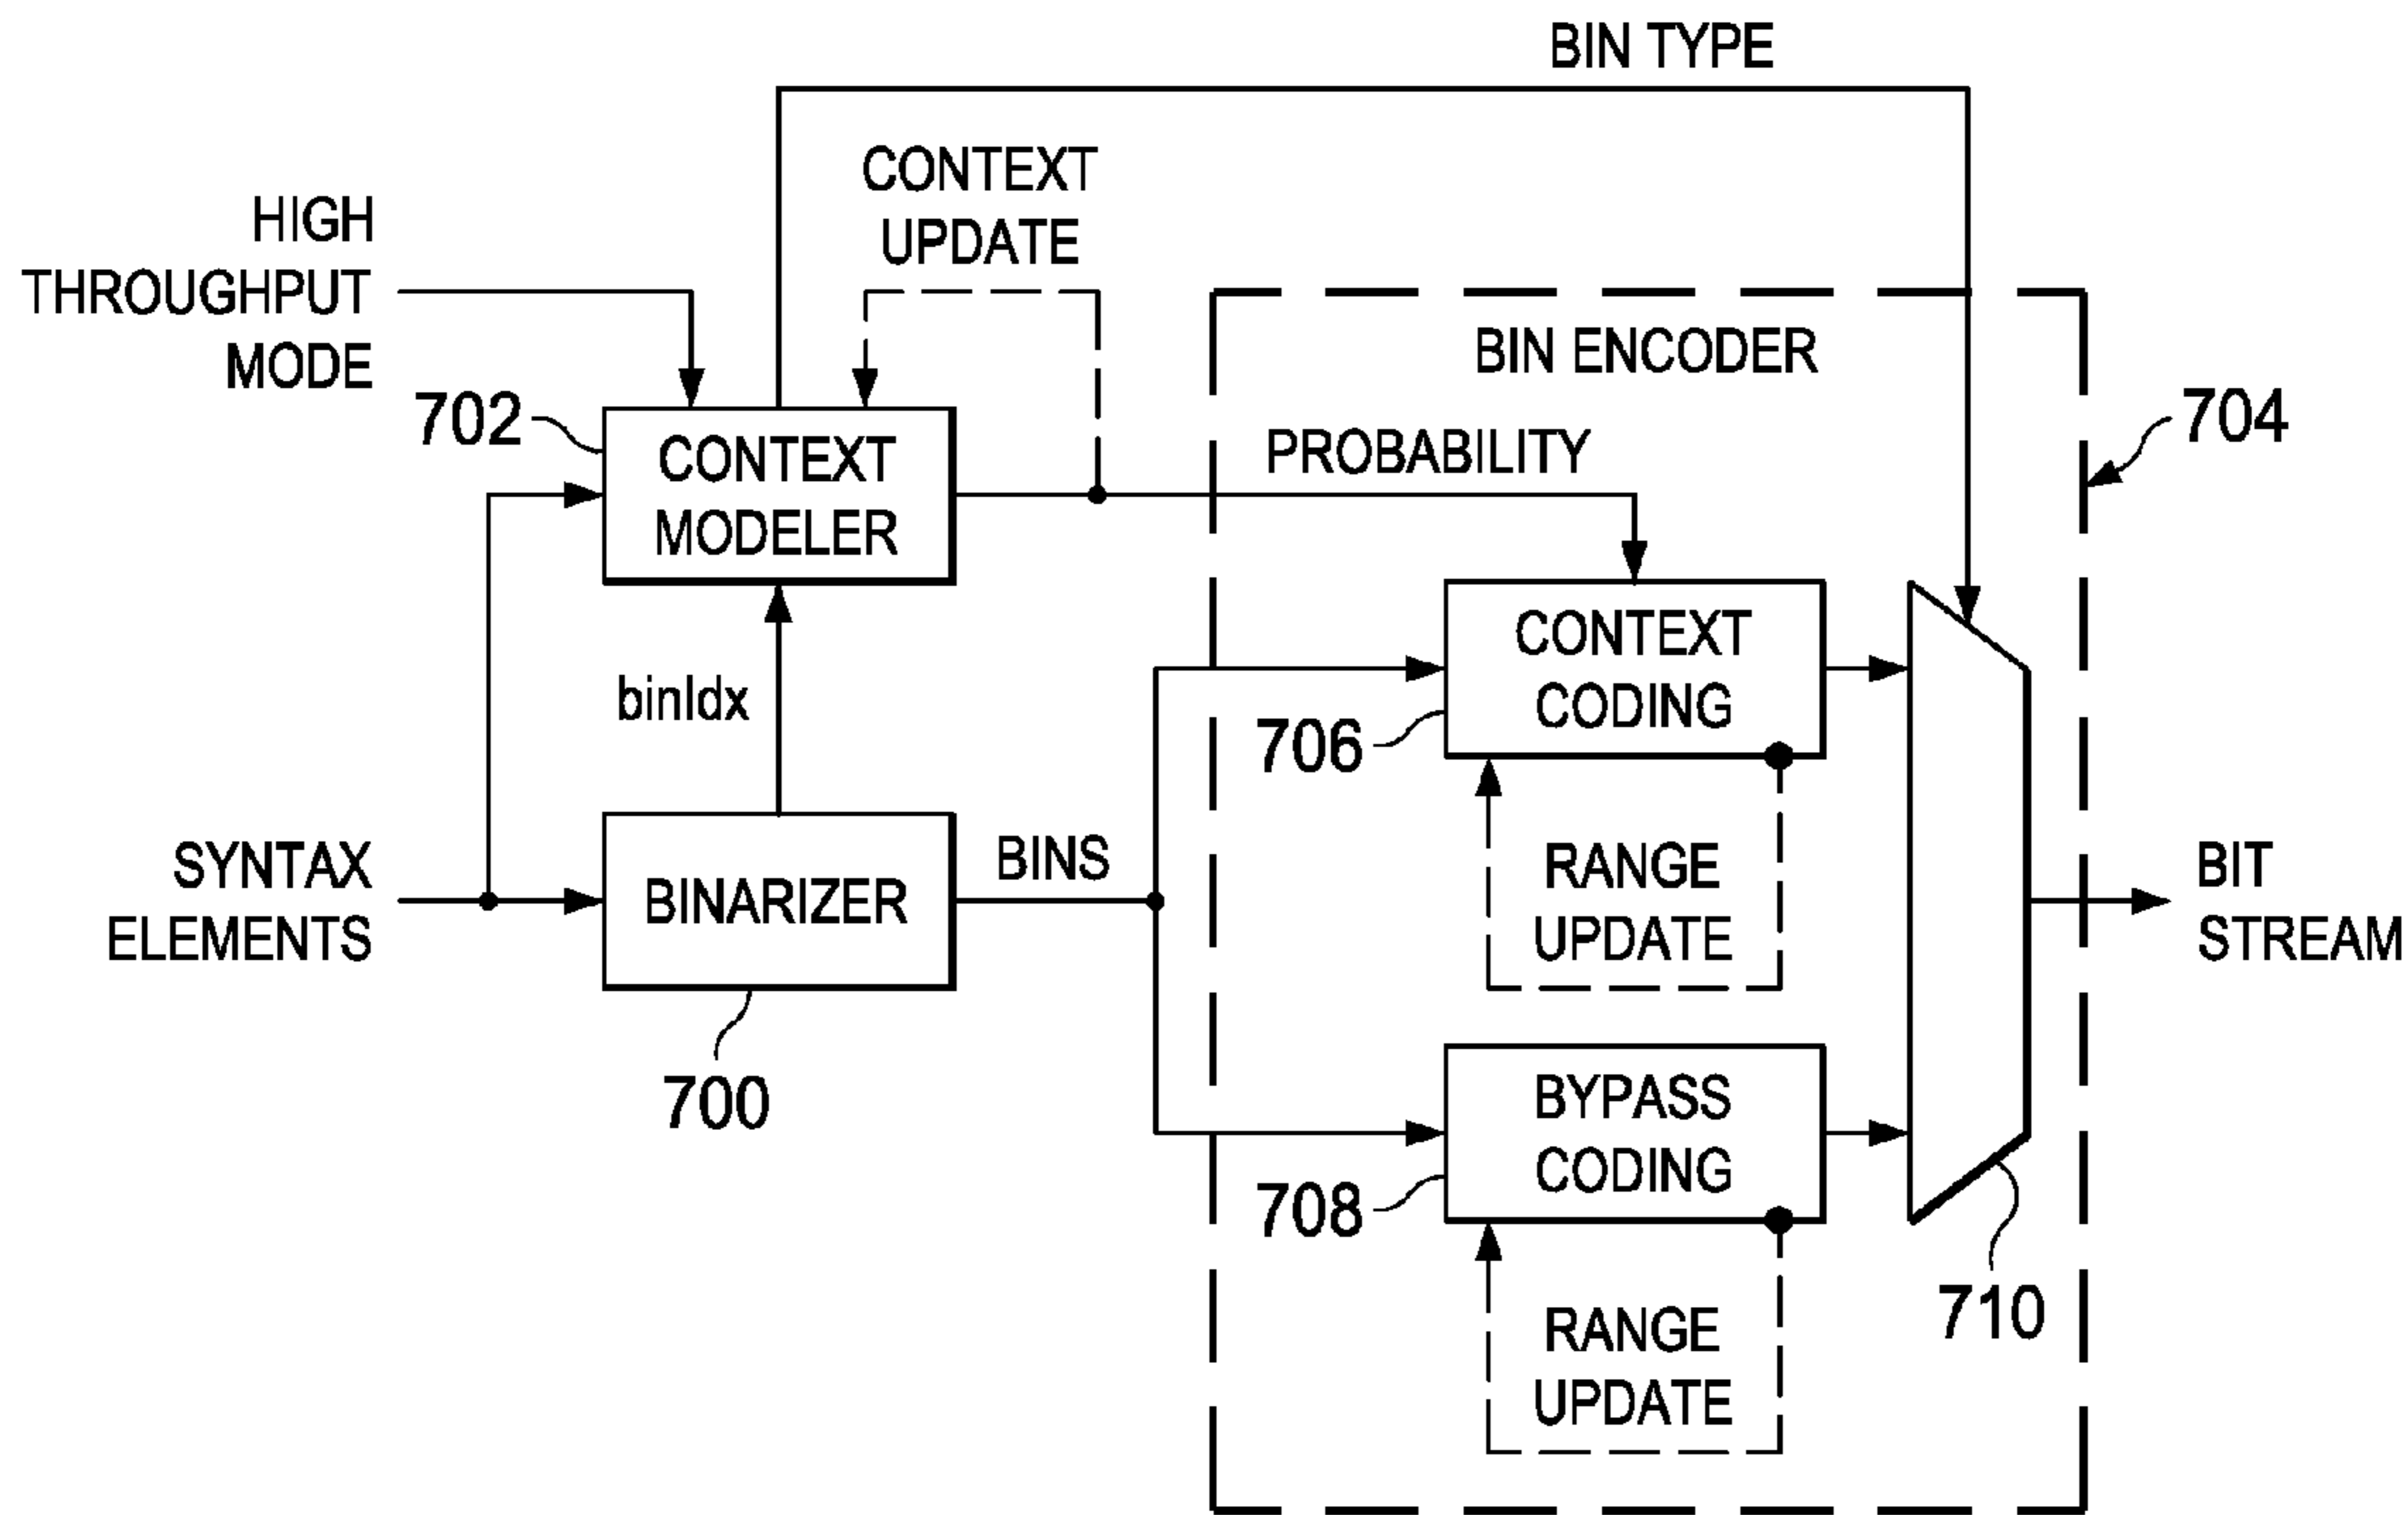 BIN TYPE
CONTEXT
UPDATE
HIGH
THROUGHPUT
MODE
BIN ENCODER
702
704
CONTEXT
MODELER
PROBABILITY
CONTEXT
CODING
binIdx
706
SYNTAX
ELEMENTS
BINARIZER
BINS
RANGE
UPDATE
BIT
STREAM
700
BYPASS
CODING
708
RANGE
UPDATE
710